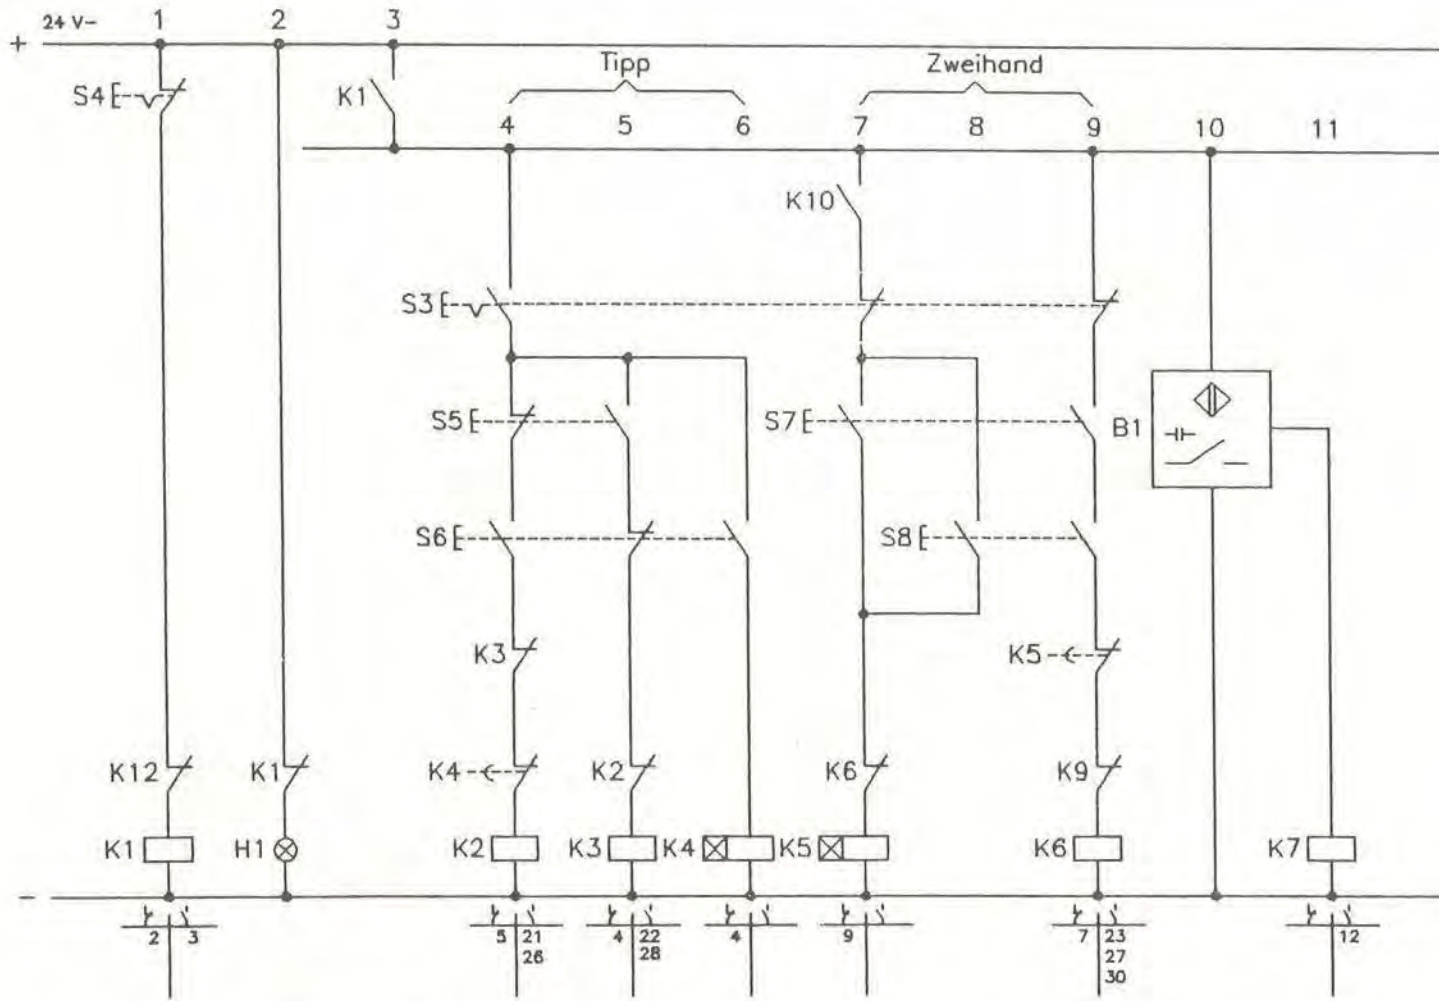 24 V- 1 2 3
+
Tipp Zweihand
S4 K1
4 5 6 7 8 9 10 11
K10
S3
S5 S7 B1
S6 S8
K3 K5
K12 K1 K4 K2 K6 K9
K1 H1 K2 K3 K4 K5 K6 K7
-
2 3 5 21 4 22 4 9 7 23 12
26 28 27
30